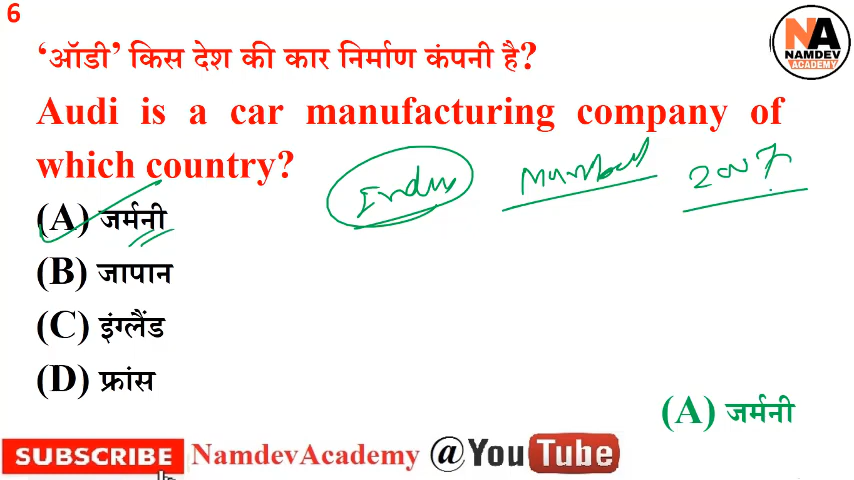 6
NA
NAMDEV
ACADEMY
‘ऑडी’ किस देश की कार निर्माण कंपनी है?
Audi is a car manufacturing company of
which country?
India Mumbai 2007
(A) जर्मनी
(B) जापान
(C) इंग्लैंड
(D) फ्रांस
(A) जर्मनी
SUBSCRIBE NamdevAcademy @YouTube